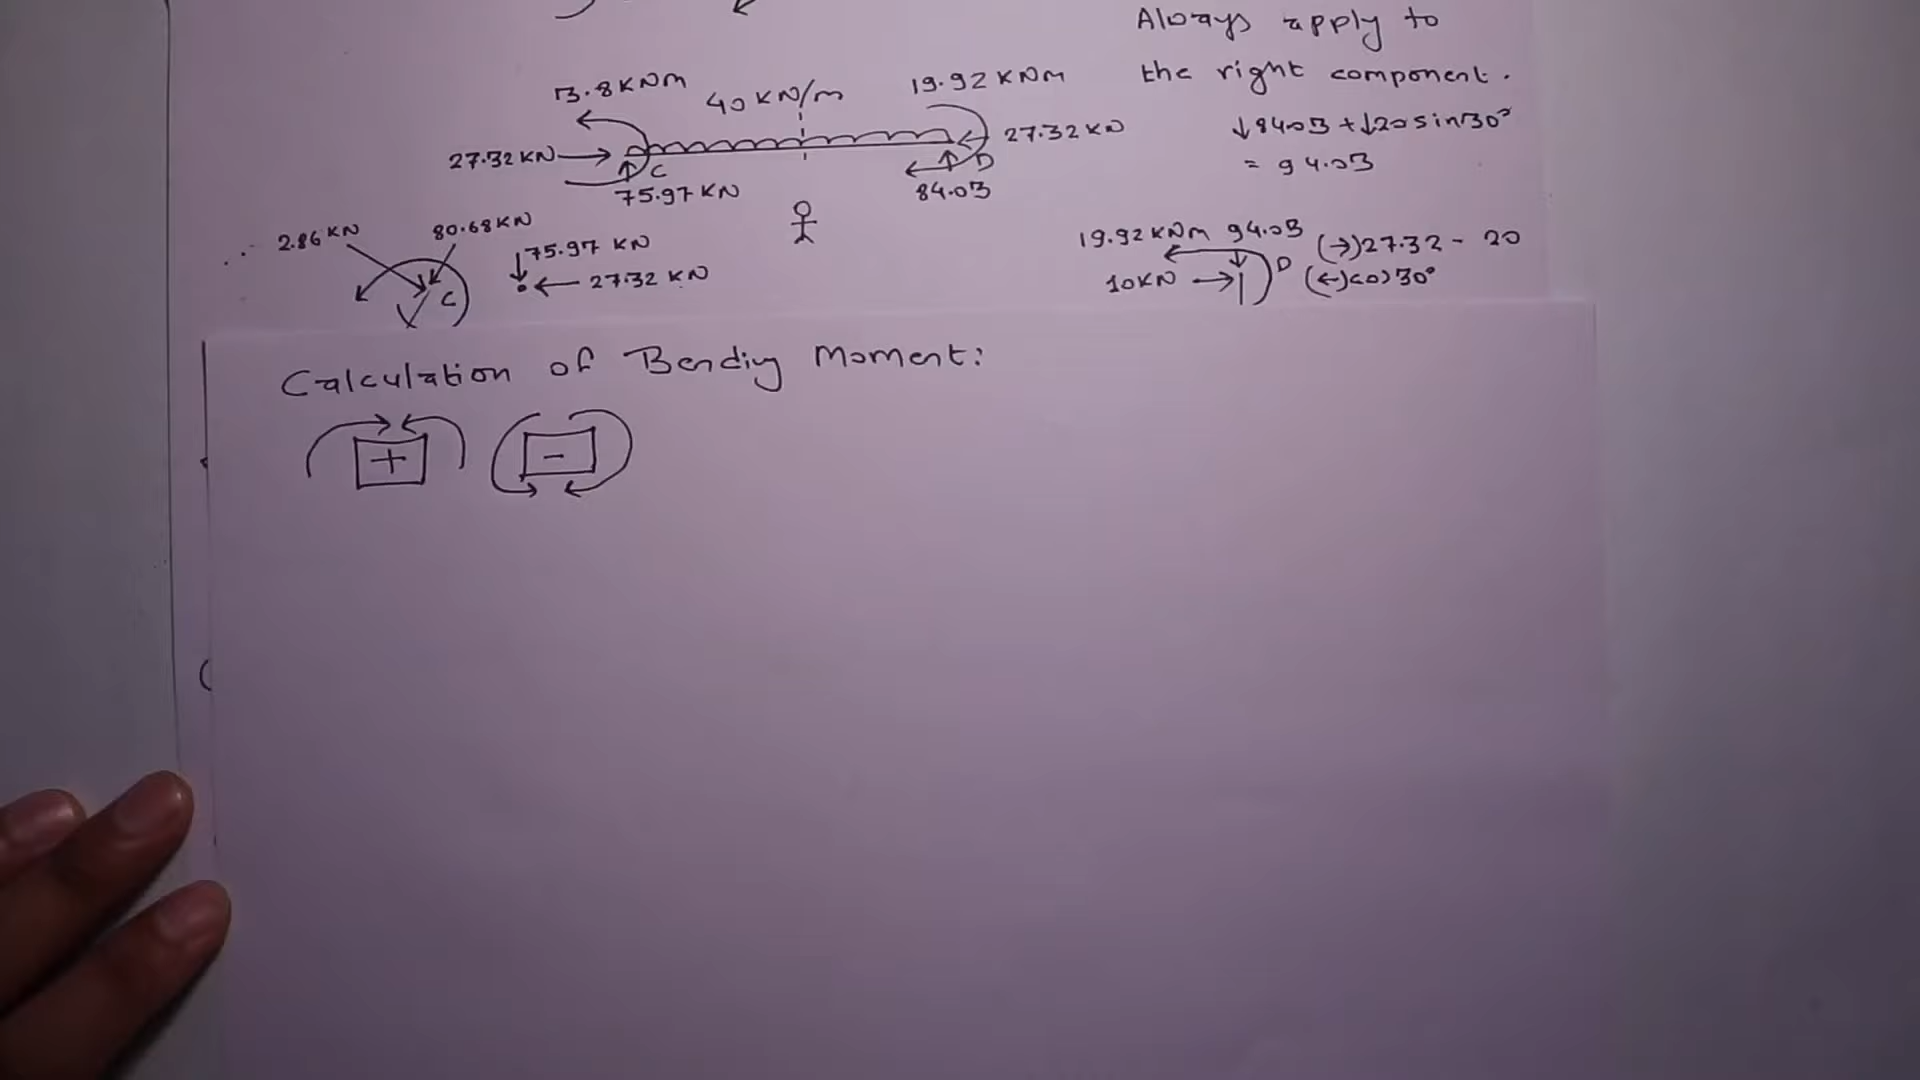 Always apply to
the right component.
↓84.03 + ↓20 sin 30°
= 94.03
13.8 KNm
40 KN/m
19.92 KNm
27.32 KN
27.32 KN
C
D
75.97 KN
84.03
2.86 KN
80.68 KN
75.97 KN
27.32 KN
C
19.92 KNm 94.03
(→)27.32 - 20
10KN
D
(←)cos 30°
Calculation of Bending Moment:
+
-